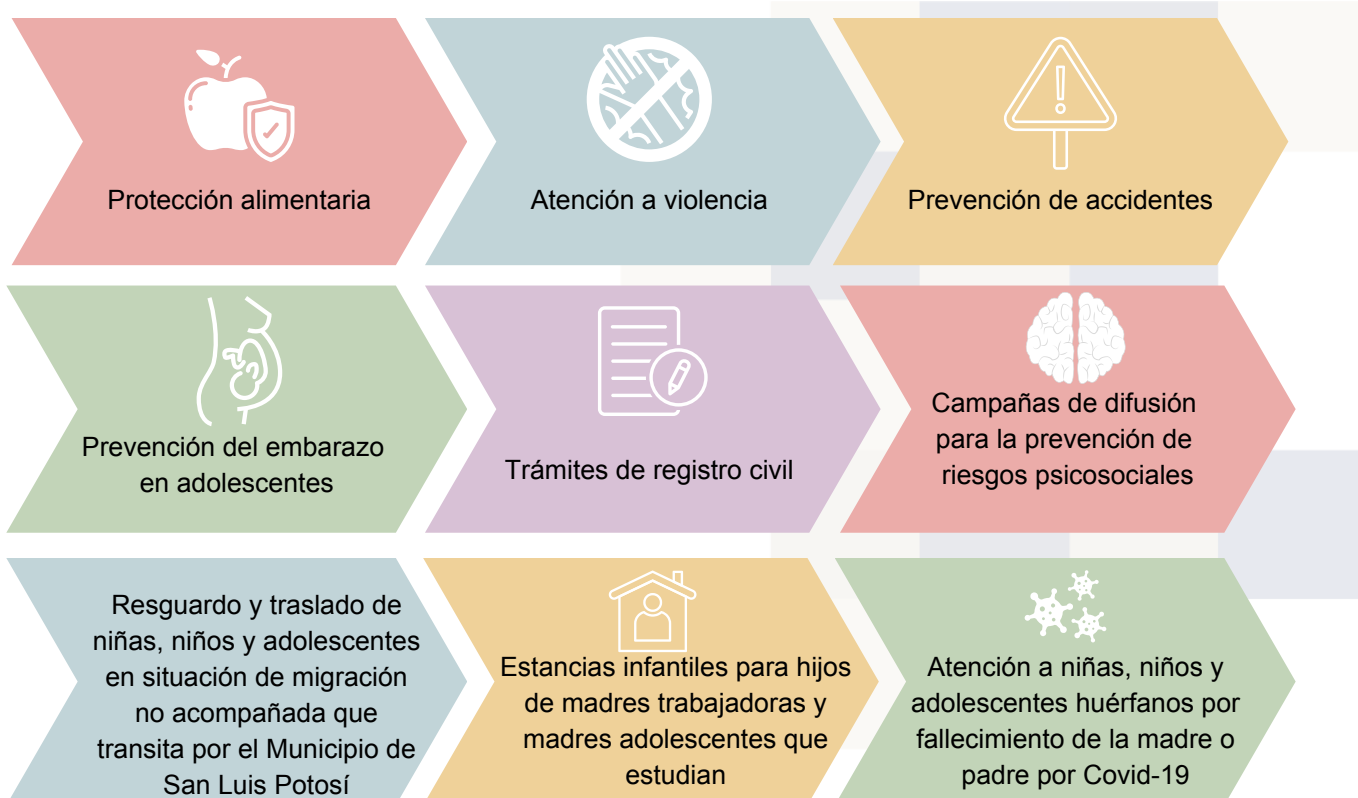 Protección alimentaria
Atención a violencia
Prevención de accidentes
Prevención del embarazo
en adolescentes
Trámites de registro civil
Campañas de difusión
para la prevención de
riesgos psicosociales
Resguardo y traslado de
niñas, niños y adolescentes
en situación de migración
no acompañada que
transita por el Municipio de
San Luis Potosí
Estancias infantiles para hijos
de madres trabajadoras y
madres adolescentes que
estudian
Atención a niñas, niños y
adolescentes huérfanos por
fallecimiento de la madre o
padre por Covid-19